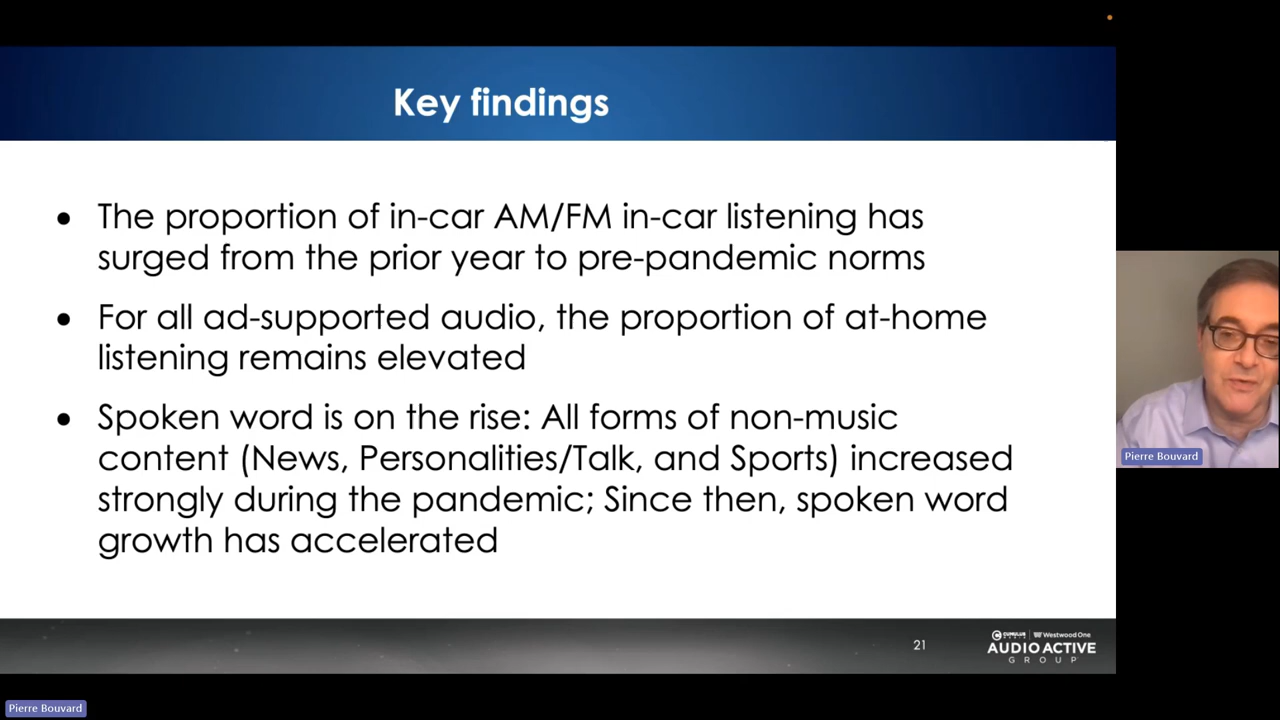 Key findings
• The proportion of in-car AM/FM in-car listening has
surged from the prior year to pre-pandemic norms
• For all ad-supported audio, the proportion of at-home
listening remains elevated
• Spoken word is on the rise: All forms of non-music
content (News, Personalities/Talk, and Sports) increased
strongly during the pandemic; Since then, spoken word
growth has accelerated
Pierre Bouvard
21
CUMULUS MEDIA | Westwood One
AUDIO ACTIVE
GROUP
Pierre Bouvard